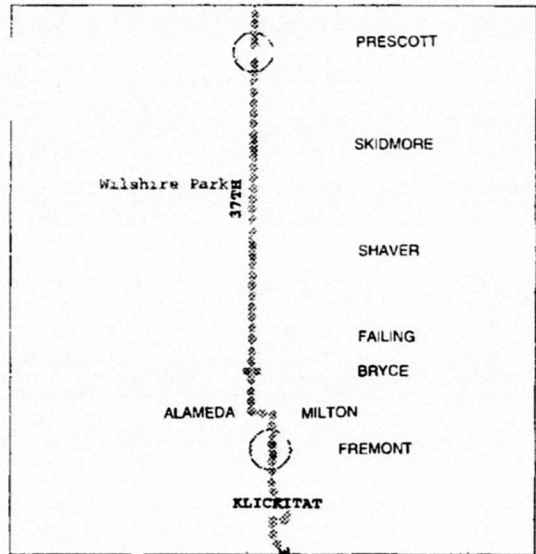 PRESCOTT
SKIDMORE
Wilshire Park
37TH
SHAVER
FAILING
BRYCE
ALAMEDA MILTON
FREMONT
KLICKITAT